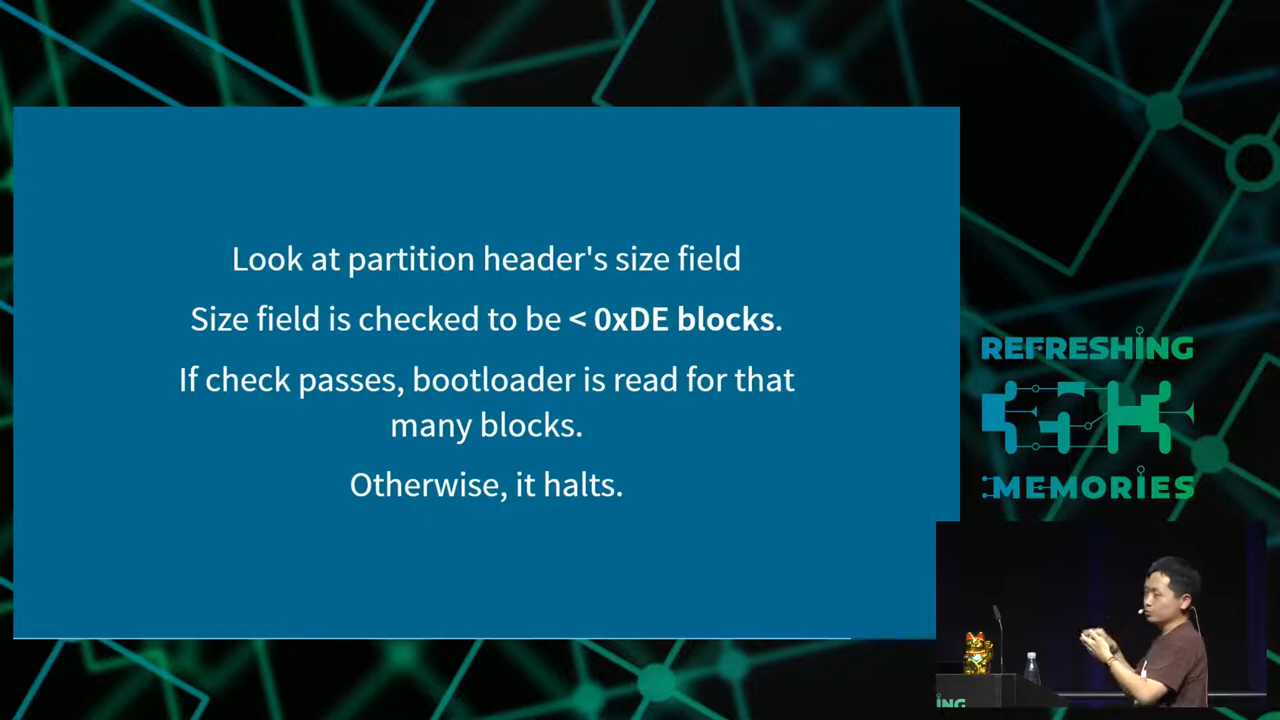 Look at partition header's size field
Size field is checked to be < 0xDE blocks.
If check passes, bootloader is read for that
many blocks.
Otherwise, it halts.
REFRESHING
MEMORIES
ING